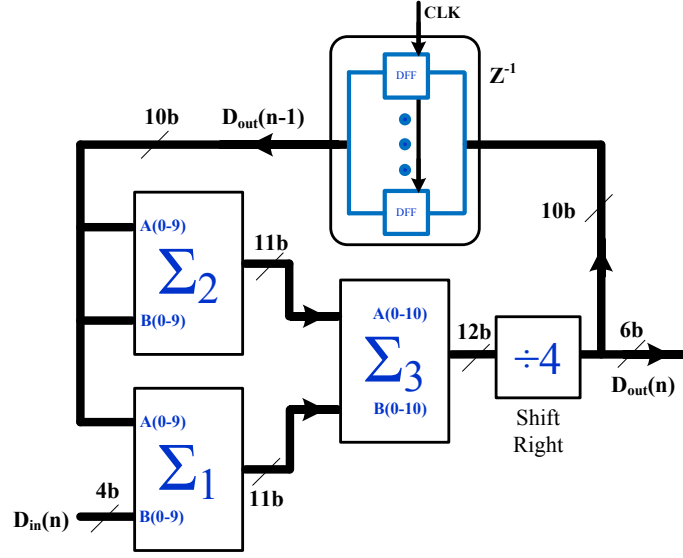 CLK
DFF
Z-1
10b
Dout(n-1)
DFF
10b
A(0-9)
Σ2
B(0-9)
11b
A(0-10)
Σ3
B(0-10)
12b
÷4
6b
Dout(n)
Shift
Right
A(0-9)
Σ1
B(0-9)
11b
4b
Din(n)